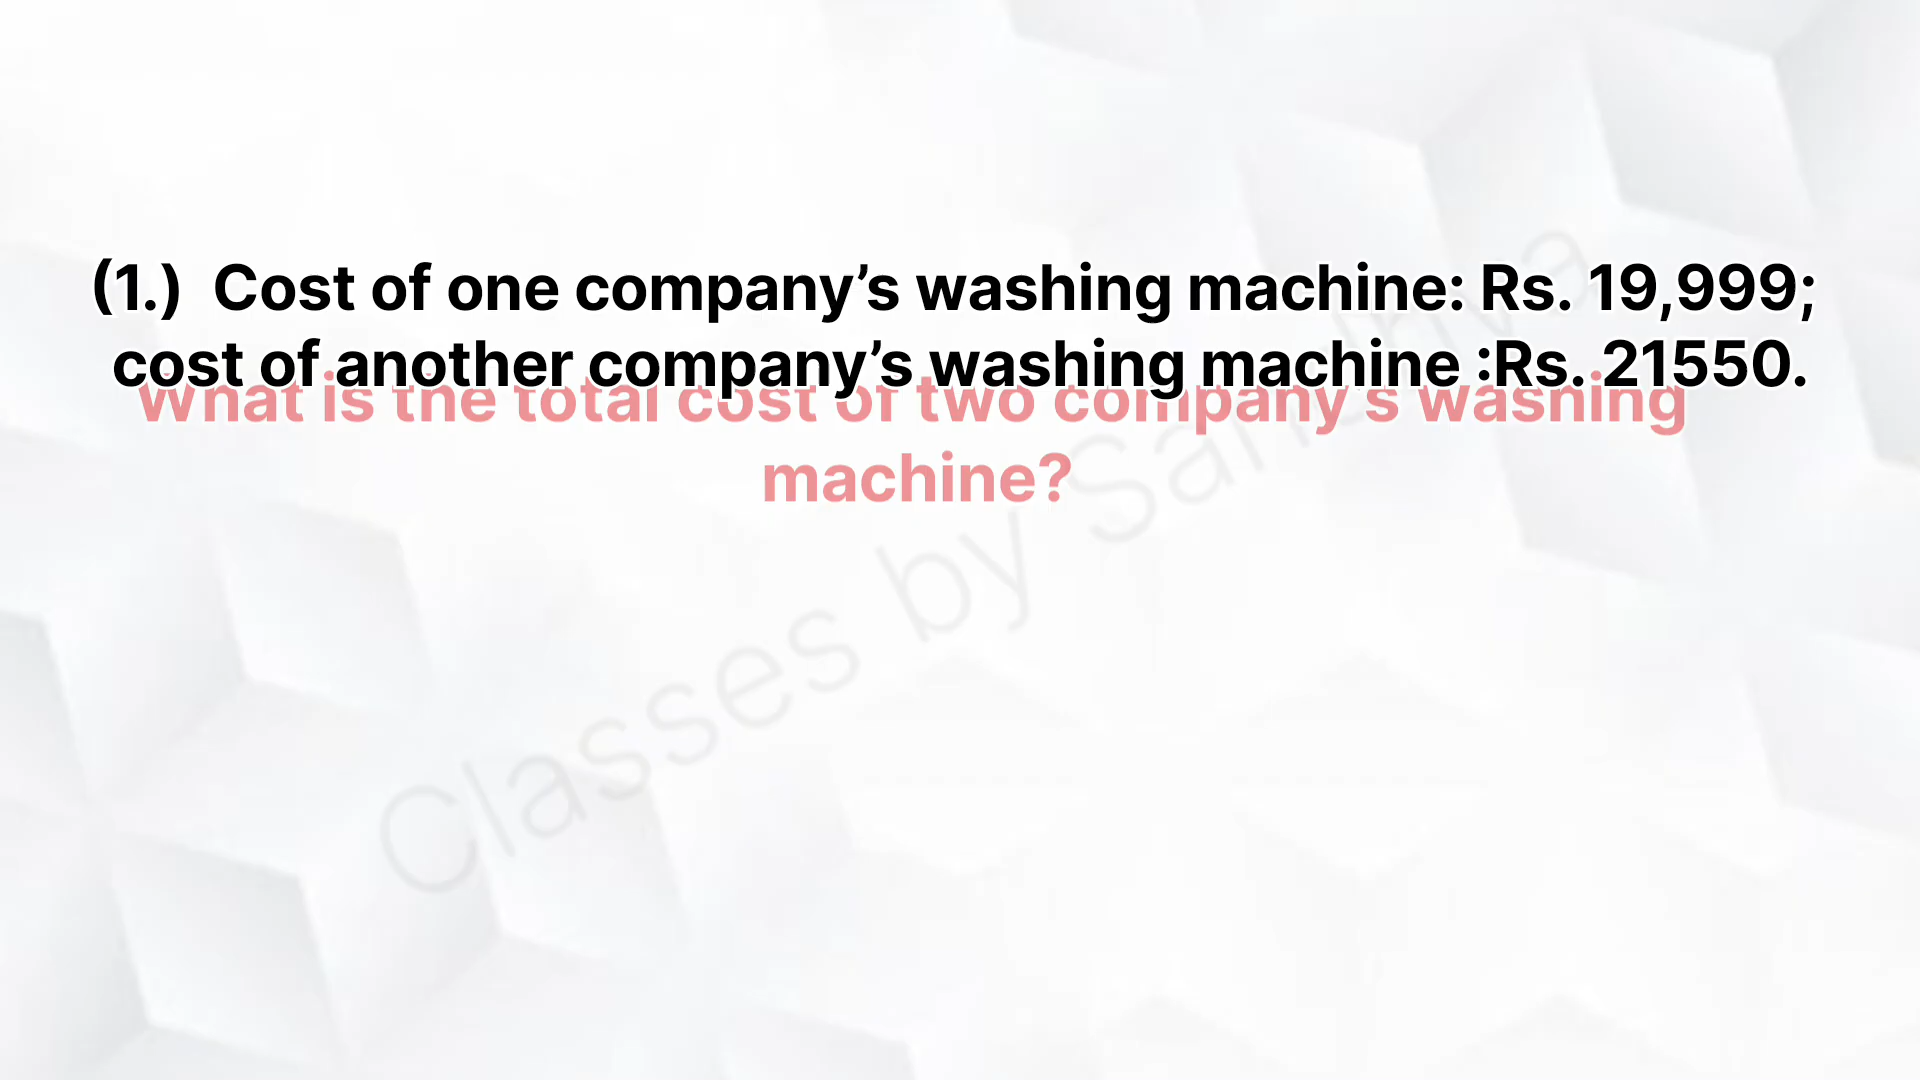 (1.) Cost of one company’s washing machine: Rs. 19,999;
cost of another company’s washing machine :Rs. 21550.
What is the total cost of two company's washing
machine?
Classes by Sandhya